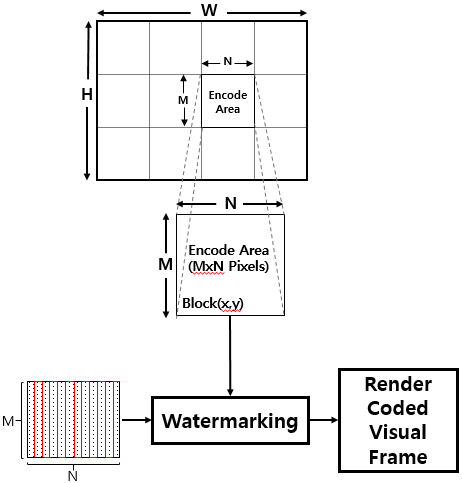 W
N
H
M
Encode
Area
N
M
Encode Area
(MxN Pixels)
Block(x,y)
M
N
Watermarking
Render
Coded
Visual
Frame